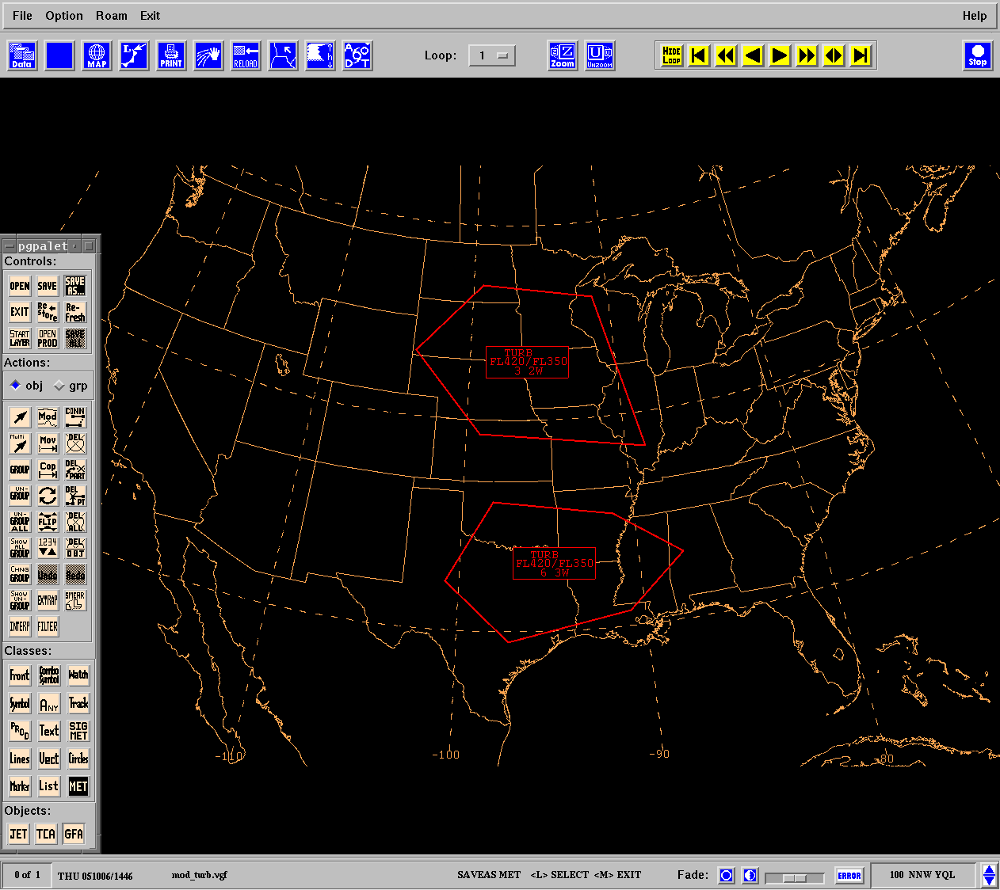 File Option Roam Exit Help
Data MAP L PRINT RELOAD h A G O D T Loop: 1 Z Zoom U UNZOOM HIDE LOOP Stop
pgpalet
Controls:
OPEN SAVE SAVE AS...
EXIT Re store Re- fresh
START LAYER OPEN PROD SAVE ALL
Actions:
obj grp
Mod CONN
Multi Mov DEL
GROUP Cop DEL PART
UN- GROUP DEL PT
UN- GROUP ALL FLIP DEL ALL
SHOW ALL GROUP 1234 DEL OBJ
CHNG GROUP Undo Redo
SHOW UN- GROUP EXTRAP SMEAR
INTERP FILTER
Classes:
Front Combo Symbol Watch
Symbol ANY Track
PROD Text SIG MET
Lines Vect Circles
Marker List MET
Objects:
JET TCA GFA
TURB
FL420/FL350
3 2W
TURB
FL420/FL350
6 3W
-110 -100 -90 -80
0 of 1 THU 051006/1446 mod_turb.vgf SAVEAS MET <L> SELECT <M> EXIT Fade: ERROR 100 NNW YQL